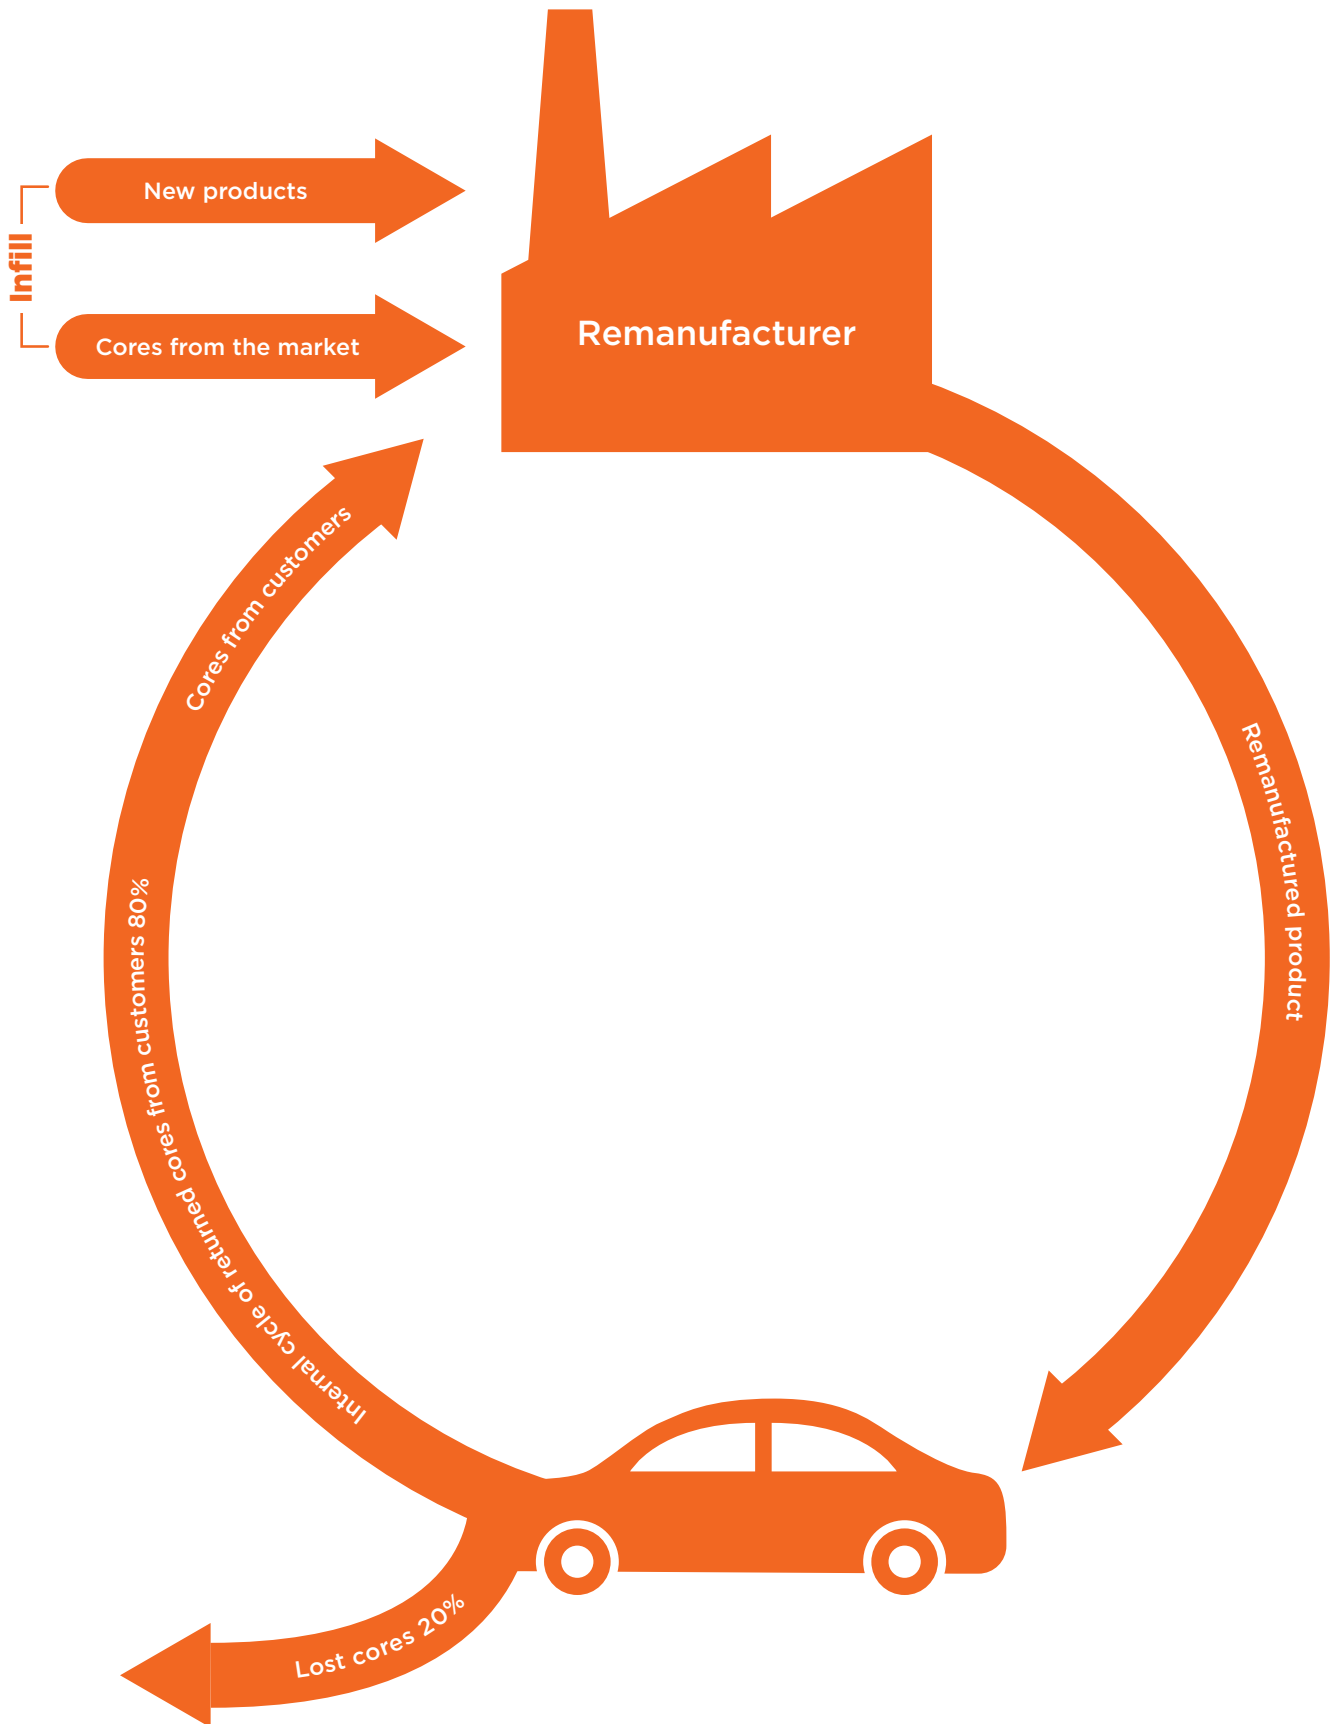 New products
Infill
Cores from the market
Remanufacturer
Cores from customers
Remanufactured product
Internal cycle of returned cores from customers 80%
Lost cores 20%